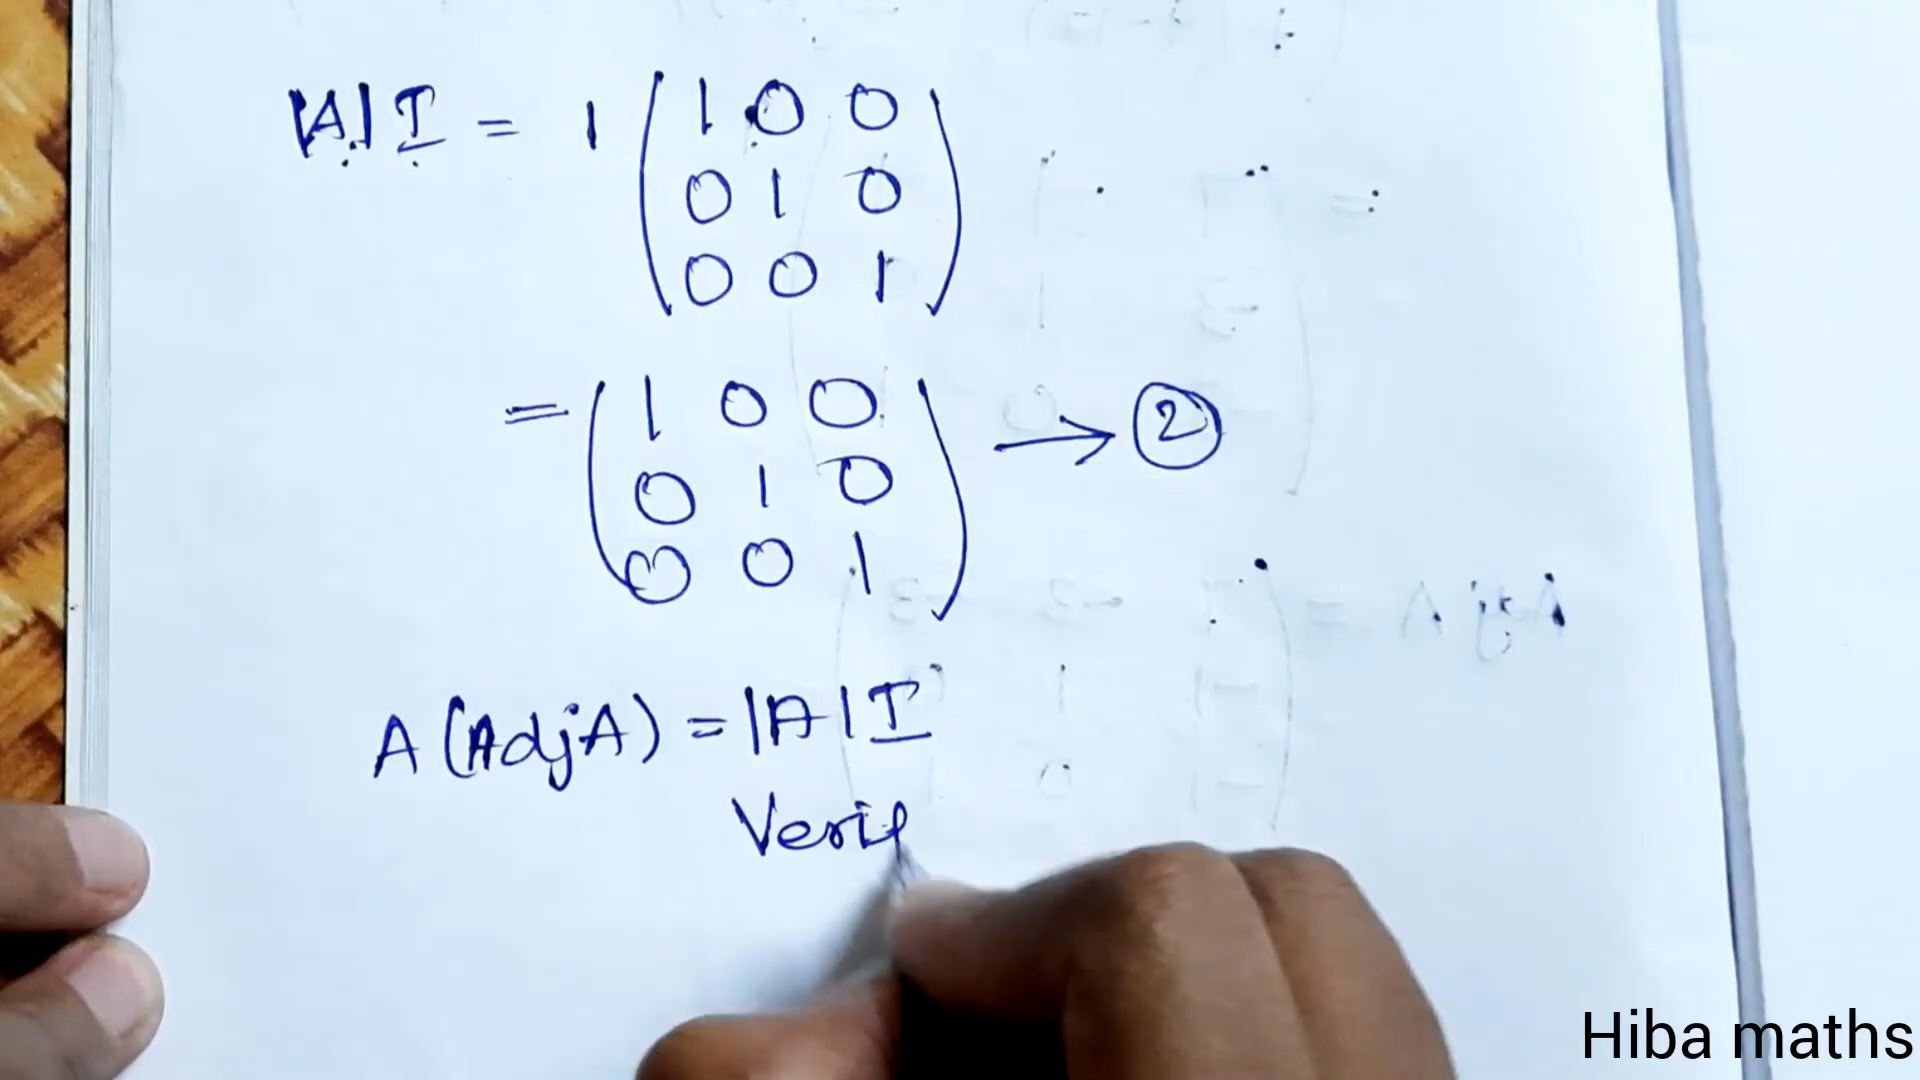 |A| I = 1 ( 1 0 0
0 1 0
0 0 1 )
= ( 1 0 0
0 1 0
0 0 1 ) → ②
A (AdjA) = |A| I
Verif
Hiba maths